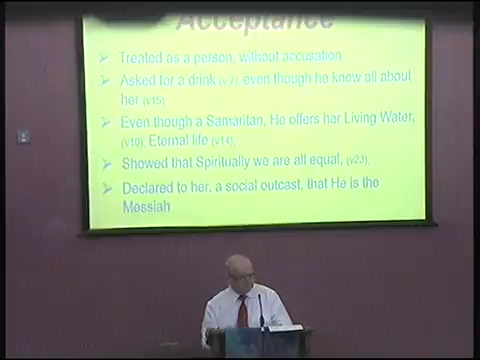 Acceptance
Treated as a person, without accusation
Asked for a drink (v7), even though he knew all about
her (v15)
Even though a Samaritan, He offers her Living Water,
(v10), Eternal life (v14),
Showed that Spiritually we are all equal, (v23),
Declared to her, a social outcast, that He is the
Messiah